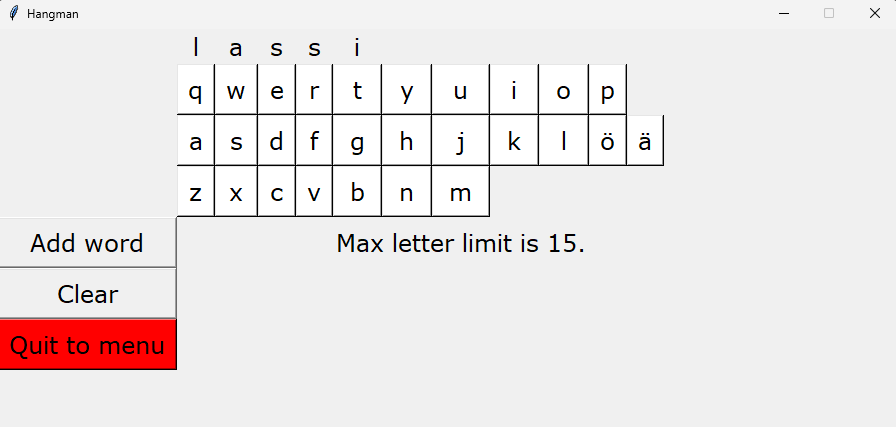 Hangman
l a s s i
q w e r t y u i o p
a s d f g h j k l ö ä
z x c v b n m
Add word
Max letter limit is 15.
Clear
Quit to menu